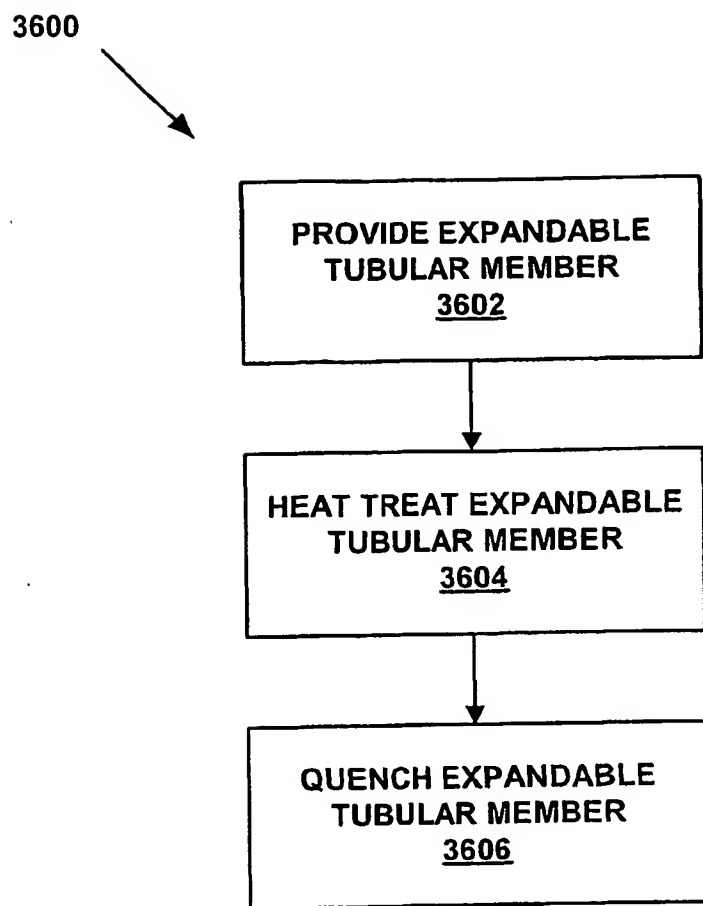 3600
PROVIDE EXPANDABLE
TUBULAR MEMBER
3602
HEAT TREAT EXPANDABLE
TUBULAR MEMBER
3604
QUENCH EXPANDABLE
TUBULAR MEMBER
3606